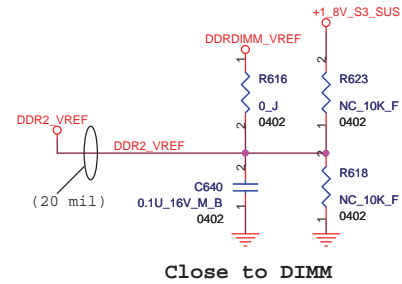 +1_8V_S3_SUS
DDRDIMM_VREF
1
2
R616
R623
0_J
NC_10K_F
0402
0402
DDR2_VREF
2
1
DDR2_VREF
2
2
R618
C640
(20 mil)
0.1U_16V_M_B
NC_10K_F
0402
1
1
0402
Close to DIMM